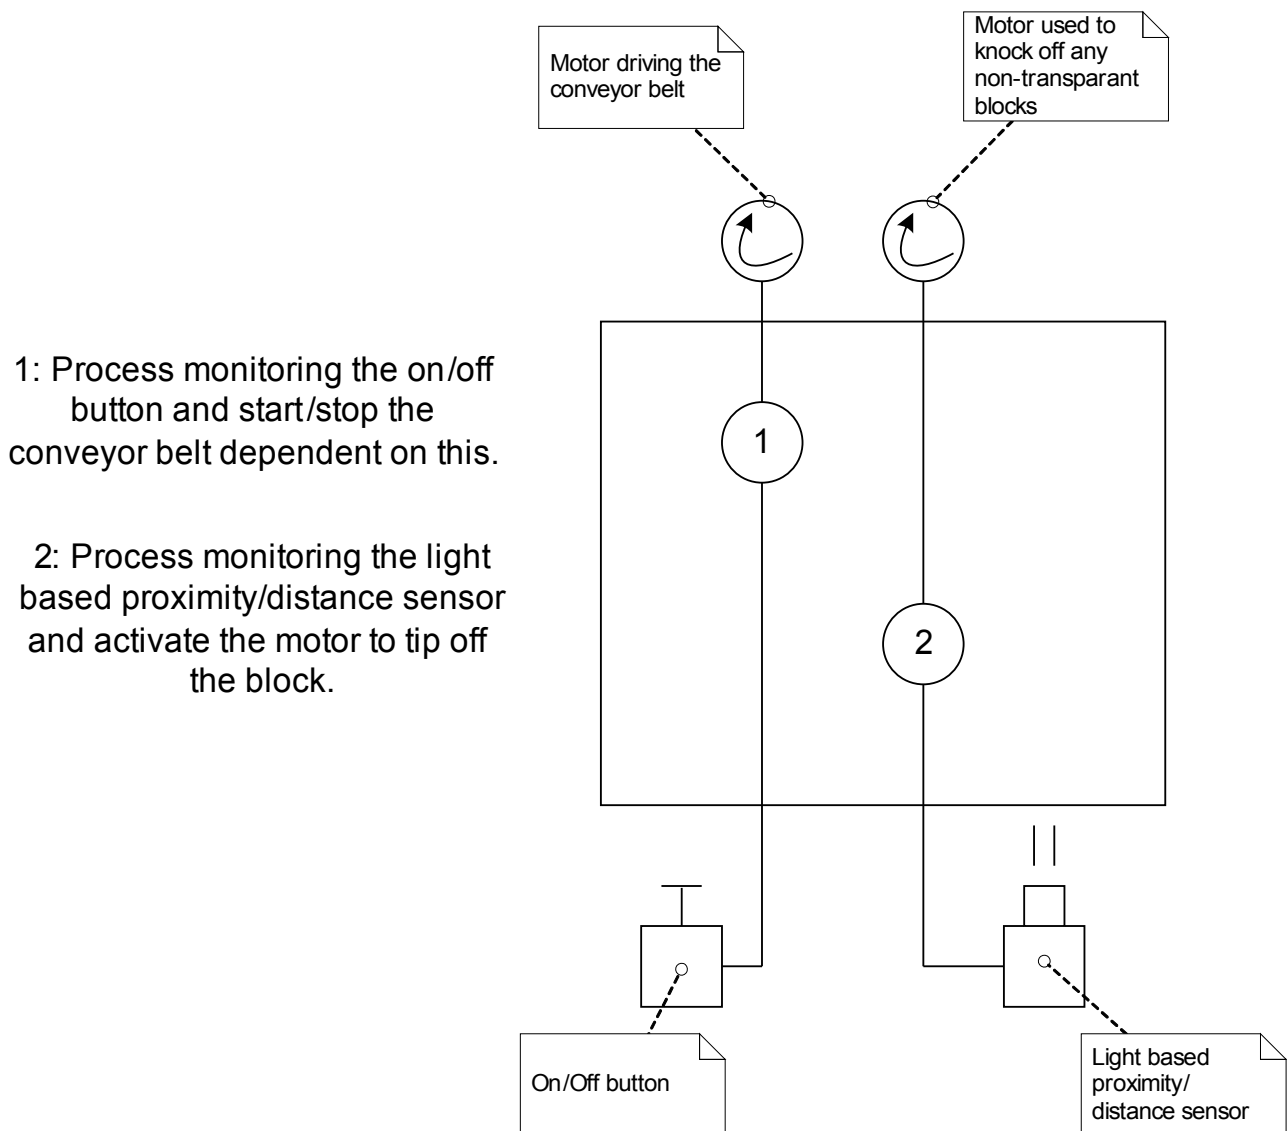 Motor driving the
conveyor belt
Motor used to
knock off any
non-transparant
blocks
1: Process monitoring the on/off
button and start/stop the
conveyor belt dependent on this.
2: Process monitoring the light
based proximity/distance sensor
and activate the motor to tip off
the block.
1
2
On/Off button
Light based
proximity/
distance sensor